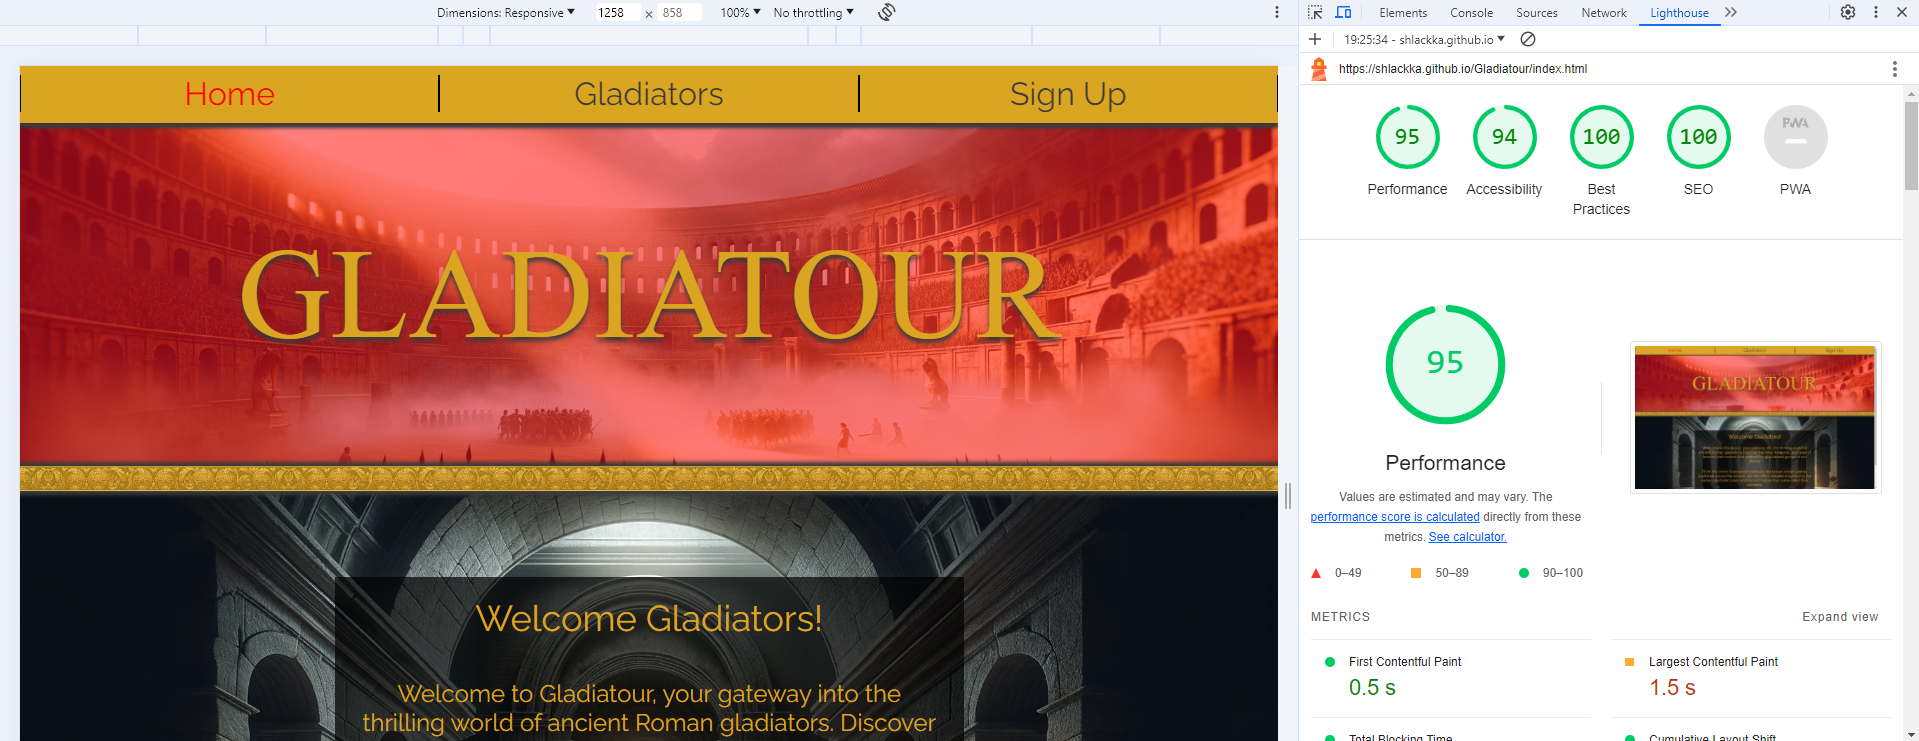 Dimensions: Responsive 1258 × 858 100% No throttling
Home Gladiators Sign Up
GLADIATOUR
Welcome Gladiators!
Welcome to Gladiatour, your gateway into the
thrilling world of ancient Roman gladiators. Discover
Elements Console Sources Network Lighthouse
19:25:34 - shlackka.github.io
https://shlackka.github.io/Gladiatour/index.html
95 94 100 100 PWA
Performance Accessibility Best SEO PWA
Practices
95
Performance
Values are estimated and may vary. The
performance score is calculated directly from these
metrics. See calculator.
0–49 50–89 90–100
GLADIATOUR
Welcome Gladiators!
METRICS Expand view
First Contentful Paint Largest Contentful Paint
0.5 s 1.5 s
Total Blocking Time Cumulative Layout Shift